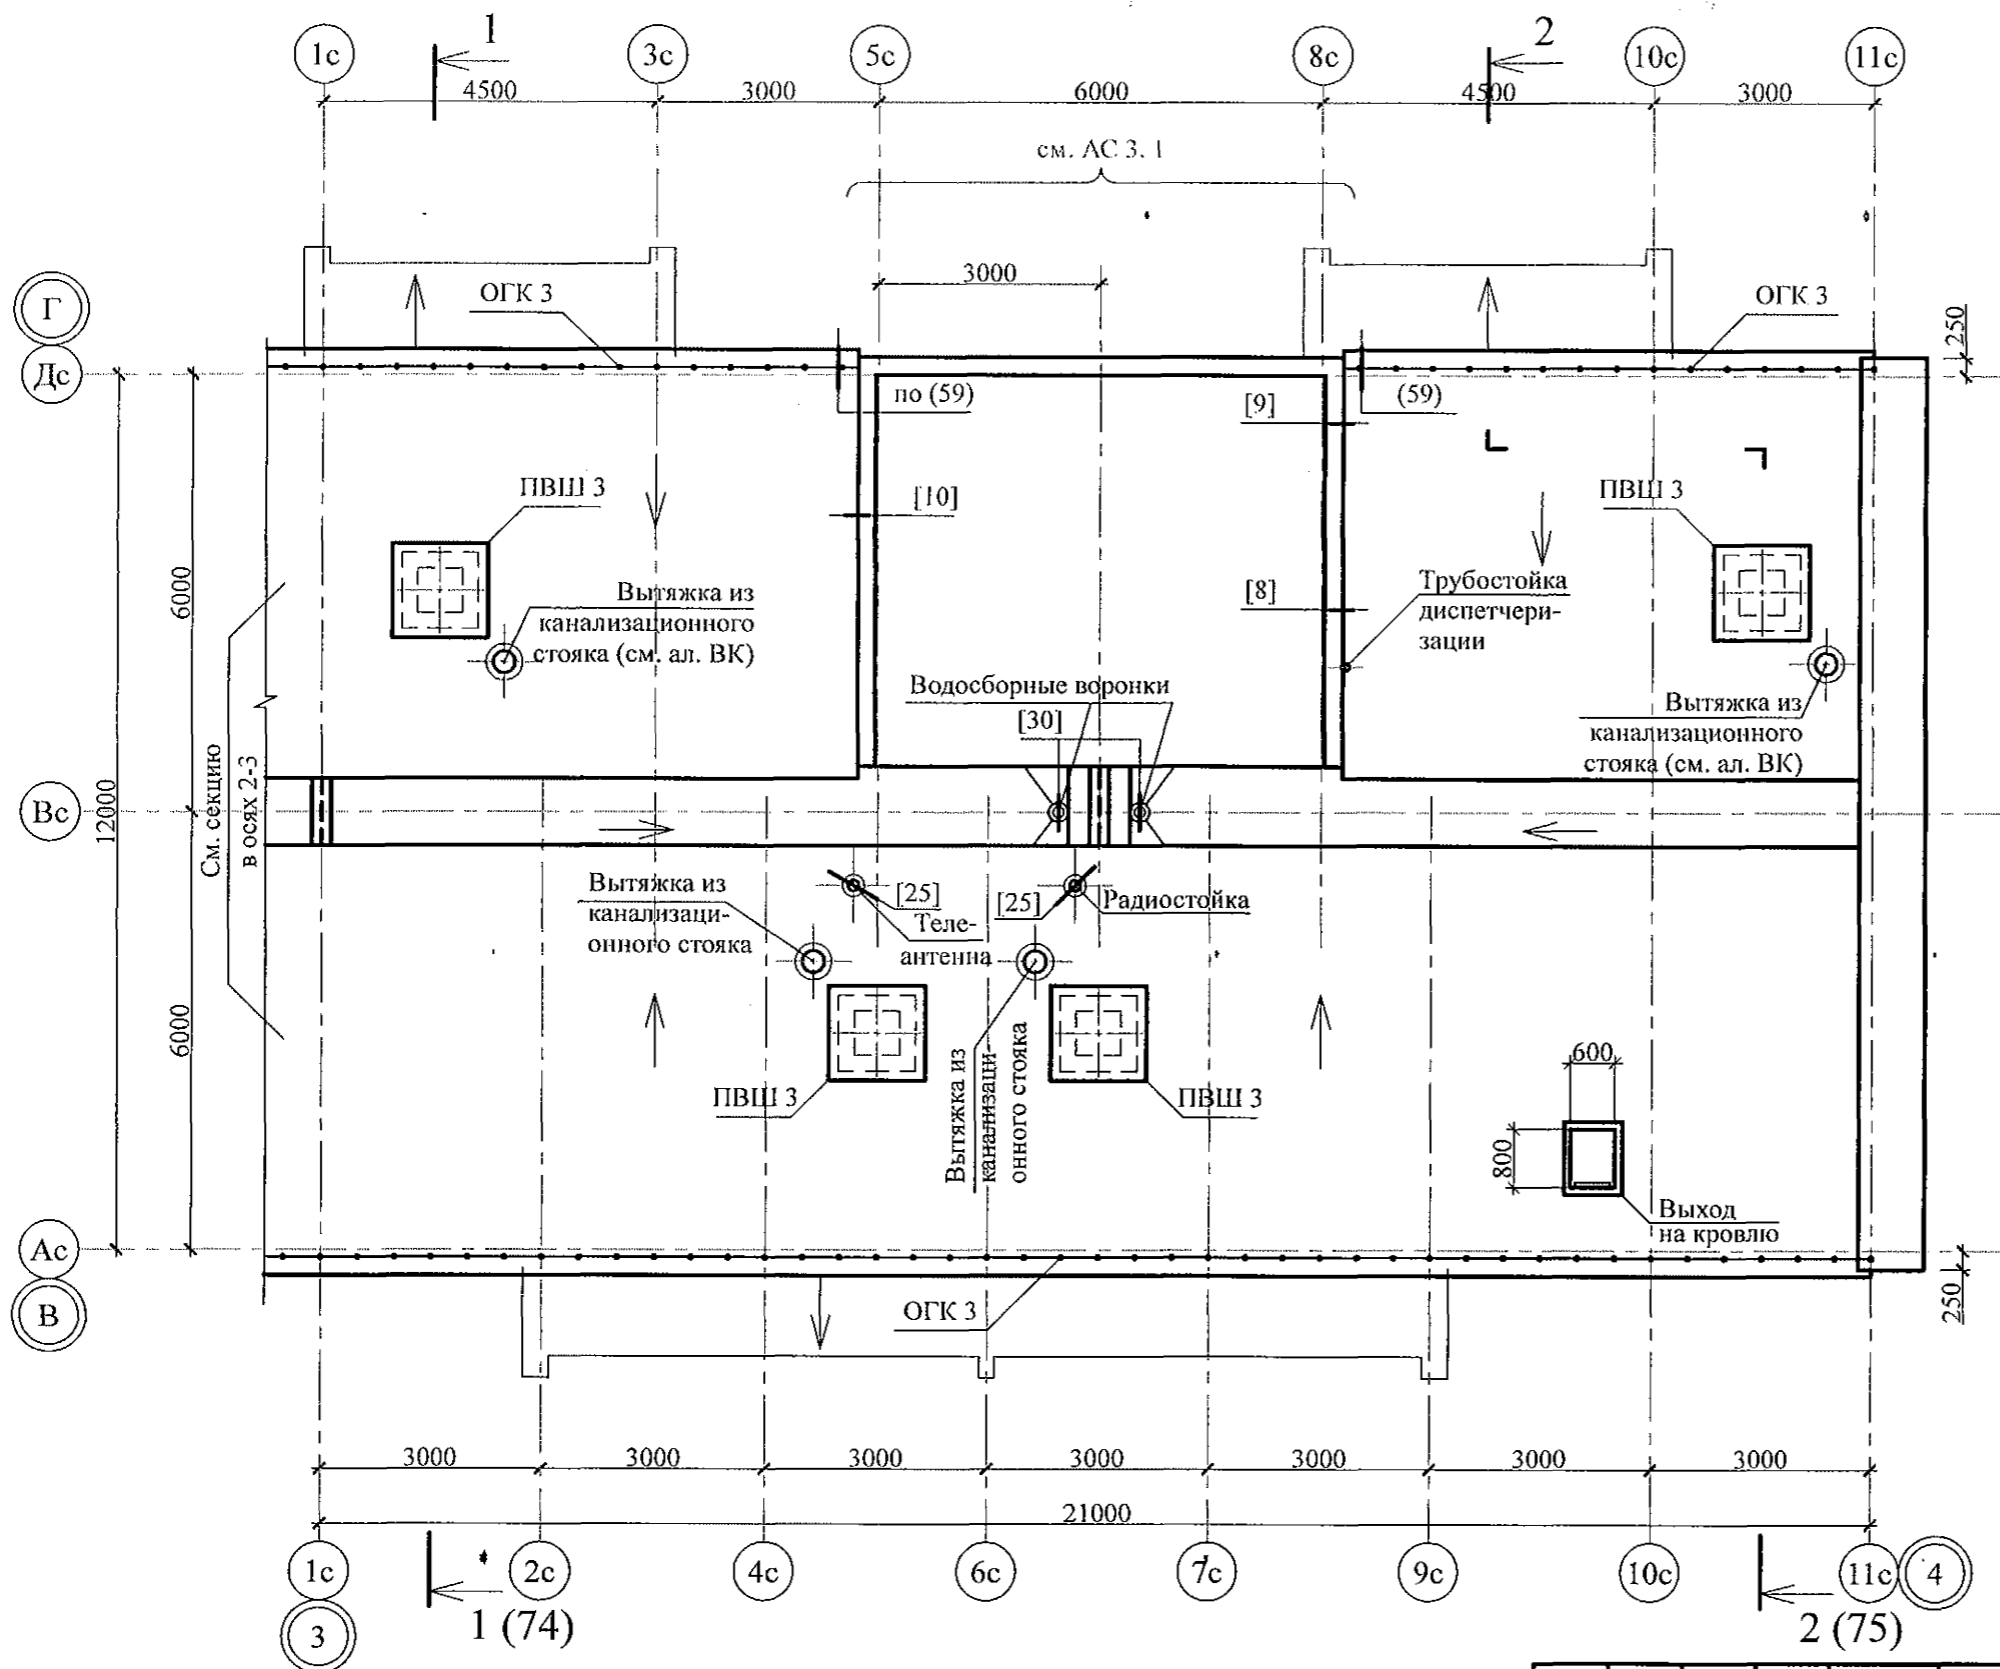 1
2
1с
3с
5с
8с
10с
11с
4500
3000
6000
4500
3000
см. АС 3.1
3000
ОГК 3
ОГК 3
250
Г
Дс
по (59)
[9]
(59)
ПВШ 3
[10]
ПВШ 3
6000
Вытяжка из
канализационного
стояка (см. ал. ВК)
[8]
Трубостойка
диспетчери-
зации
Водосборные воронки
[30]
Вытяжка из
канализационного
стояка (см. ал. ВК)
См. секцию
в осях 2-3
12000
Вс
Вытяжка из
канализаци-
онного стояка
[25]
Теле-
антенна
[25]
Радиостойка
6000
Вытяжка из
канализаци
онного стояка
ПВШ 3
ПВШ 3
600
800
Выход
на кровлю
Ас
В
ОГК 3
250
3000
3000
3000
3000
3000
3000
3000
21000
1с
2с
4с
6с
7с
9с
10с
11с
4
3
1 (74)
2 (75)